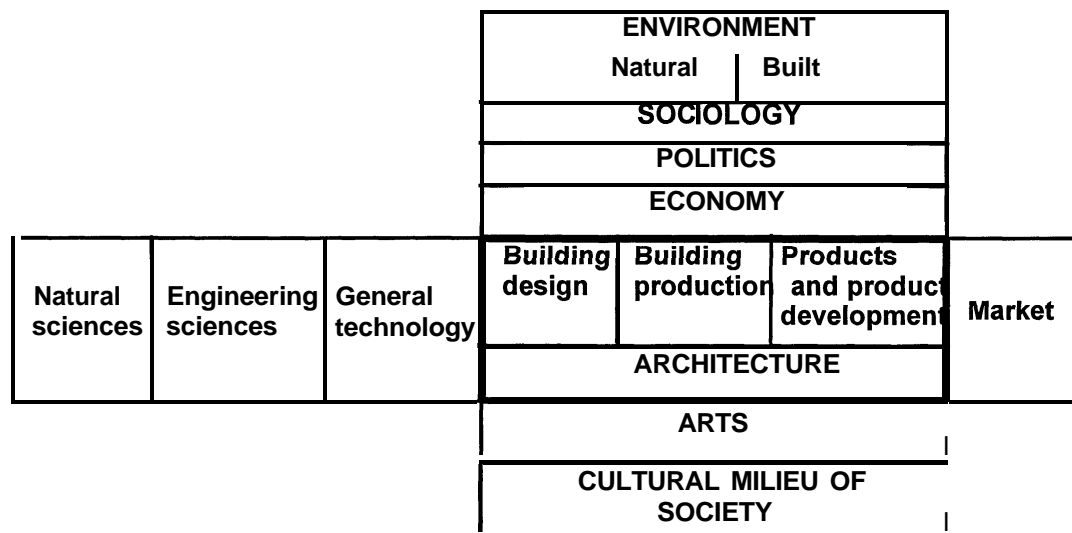 ENVIRONMENT
Natural Built
SOCIOLOGY
POLITICS
ECONOMY
Natural
sciences
Engineering
sciences
General
technology
Building
design
Building
production
Products
and product
development
Market
ARCHITECTURE
ARTS
CULTURAL MILIEU OF
SOCIETY